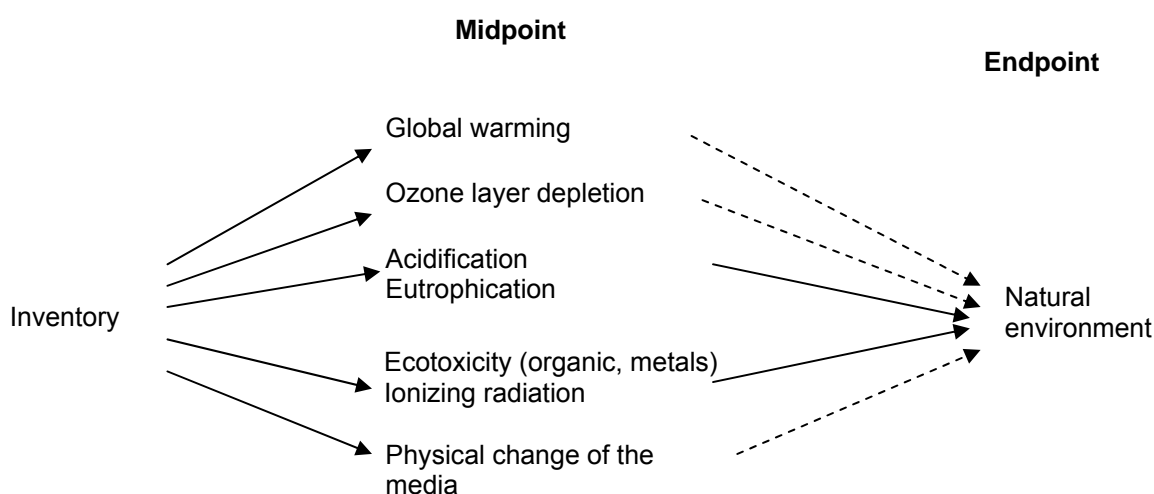 Midpoint
Endpoint
Global warming
Ozone layer depletion
Acidification
Eutrophication
Inventory
Natural
environment
Ecotoxicity (organic, metals)
Ionizing radiation
Physical change of the
media